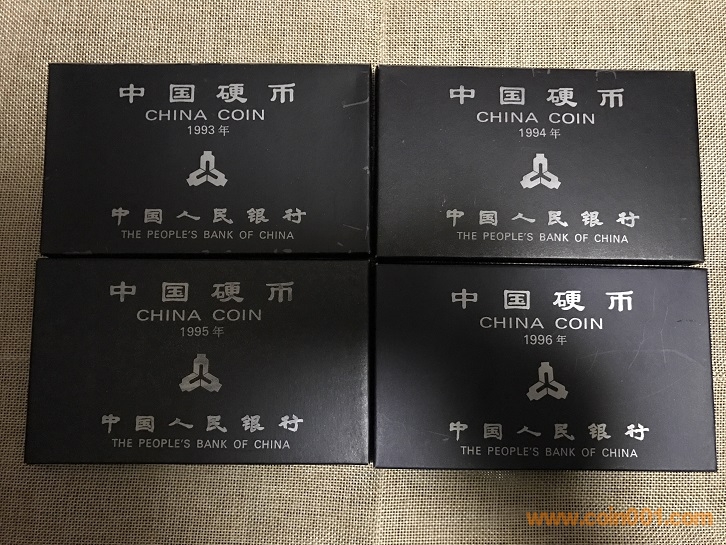 中国硬币
CHINA COIN
1993年
中国人民银行
THE PEOPLE'S BANK OF CHINA
中国硬币
CHINA COIN
1994年
中国人民银行
THE PEOPLE'S BANK OF CHINA
中国硬币
CHINA COIN
1995年
中国人民银行
THE PEOPLE'S BANK OF CHINA
中国硬币
CHINA COIN
1996年
中国人民银行
THE PEOPLE'S BANK OF CHINA
www.coin001.com